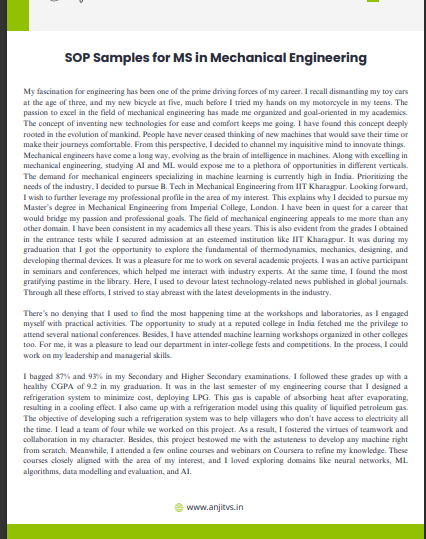 SOP Samples for MS in Mechanical Engineering
My fascination for engineering has been one of the prime driving forces of my career. I recall dismantling my toy cars
at the age of three, and my new bicycle at five, much before I tried my hands on my motorcycle in my teens. The
passion to excel in the field of mechanical engineering has made me organized and goal-oriented in my academics.
The concept of inventing new technologies for ease and comfort keeps me going. I have found this concept deeply
rooted in the evolution of mankind. People have never ceased thinking of new machines that would save their time or
make their journeys comfortable. From this perspective, I decided to channel my inquisitive mind to innovate things.
Mechanical engineers have come a long way, evolving as the brain of intelligence in machines. Along with excelling in
mechanical engineering, studying AI and ML would expose me to a plethora of opportunities in different verticals.
The demand for mechanical engineers specializing in machine learning is currently high in India. Prioritizing the
needs of the industry, I decided to pursue B. Tech in Mechanical Engineering from IIT Kharagpur. Looking forward,
I wish to further leverage my professional profile in the area of my interest. This explains why I decided to pursue my
Master's degree in Mechanical Engineering from Imperial College, London. I have been in quest for a career that
would bridge my passion and professional goals. The field of mechanical engineering appeals to me more than any
other domain. I have been consistent in my academics all these years. This is also evident from the grades I obtained
in the entrance tests while I secured admission at an esteemed institution like IIT Kharagpur. It was during my
graduation that I got the opportunity to explore the fundamental of thermodynamics, mechanics, designing, and
developing thermal devices. It was a pleasure for me to work on several academic projects. I was an active participant
in seminars and conferences, which helped me interact with industry experts. At the same time, I found the most
gratifying pastime in the library. Here, I used to devour latest technology-related news published in global journals.
Through all these efforts, I strived to stay abreast with the latest developments in the industry.
There's no denying that I used to find the most happening time at the workshops and laboratories, as I engaged
myself with practical activities. The opportunity to study at a reputed college in India fetched me the privilege to
attend several national conferences. Besides, I have attended machine learning workshops organized in other colleges
too. For me, it was a pleasure to lead our department in inter-college fests and competitions. In the process, I could
work on my leadership and managerial skills.
I bagged 87% and 93% in my Secondary and Higher Secondary examinations. I followed these grades up with a
healthy CGPA of 9.2 in my graduation. It was in the last semester of my engineering course that I designed a
refrigeration system to minimize cost, deploying LPG. This gas is capable of absorbing heat after evaporating,
resulting in a cooling effect. I also came up with a refrigeration model using this quality of liquified petroleum gas.
The objective of developing such a refrigeration system was to help villagers who don't have access to electricity all
the time. I lead a team of four while we worked on this project. As a result, I fostered the virtues of teamwork and
collaboration in my character. Besides, this project bestowed me with the astuteness to develop any machine right
from scratch. Meanwhile, I attended a few online courses and webinars on Coursera to refine my knowledge. These
courses closely aligned with the area of my interest, and I loved exploring domains like neural networks, ML
algorithms, data modelling and evaluation, and AI.
www.anjitvs.in